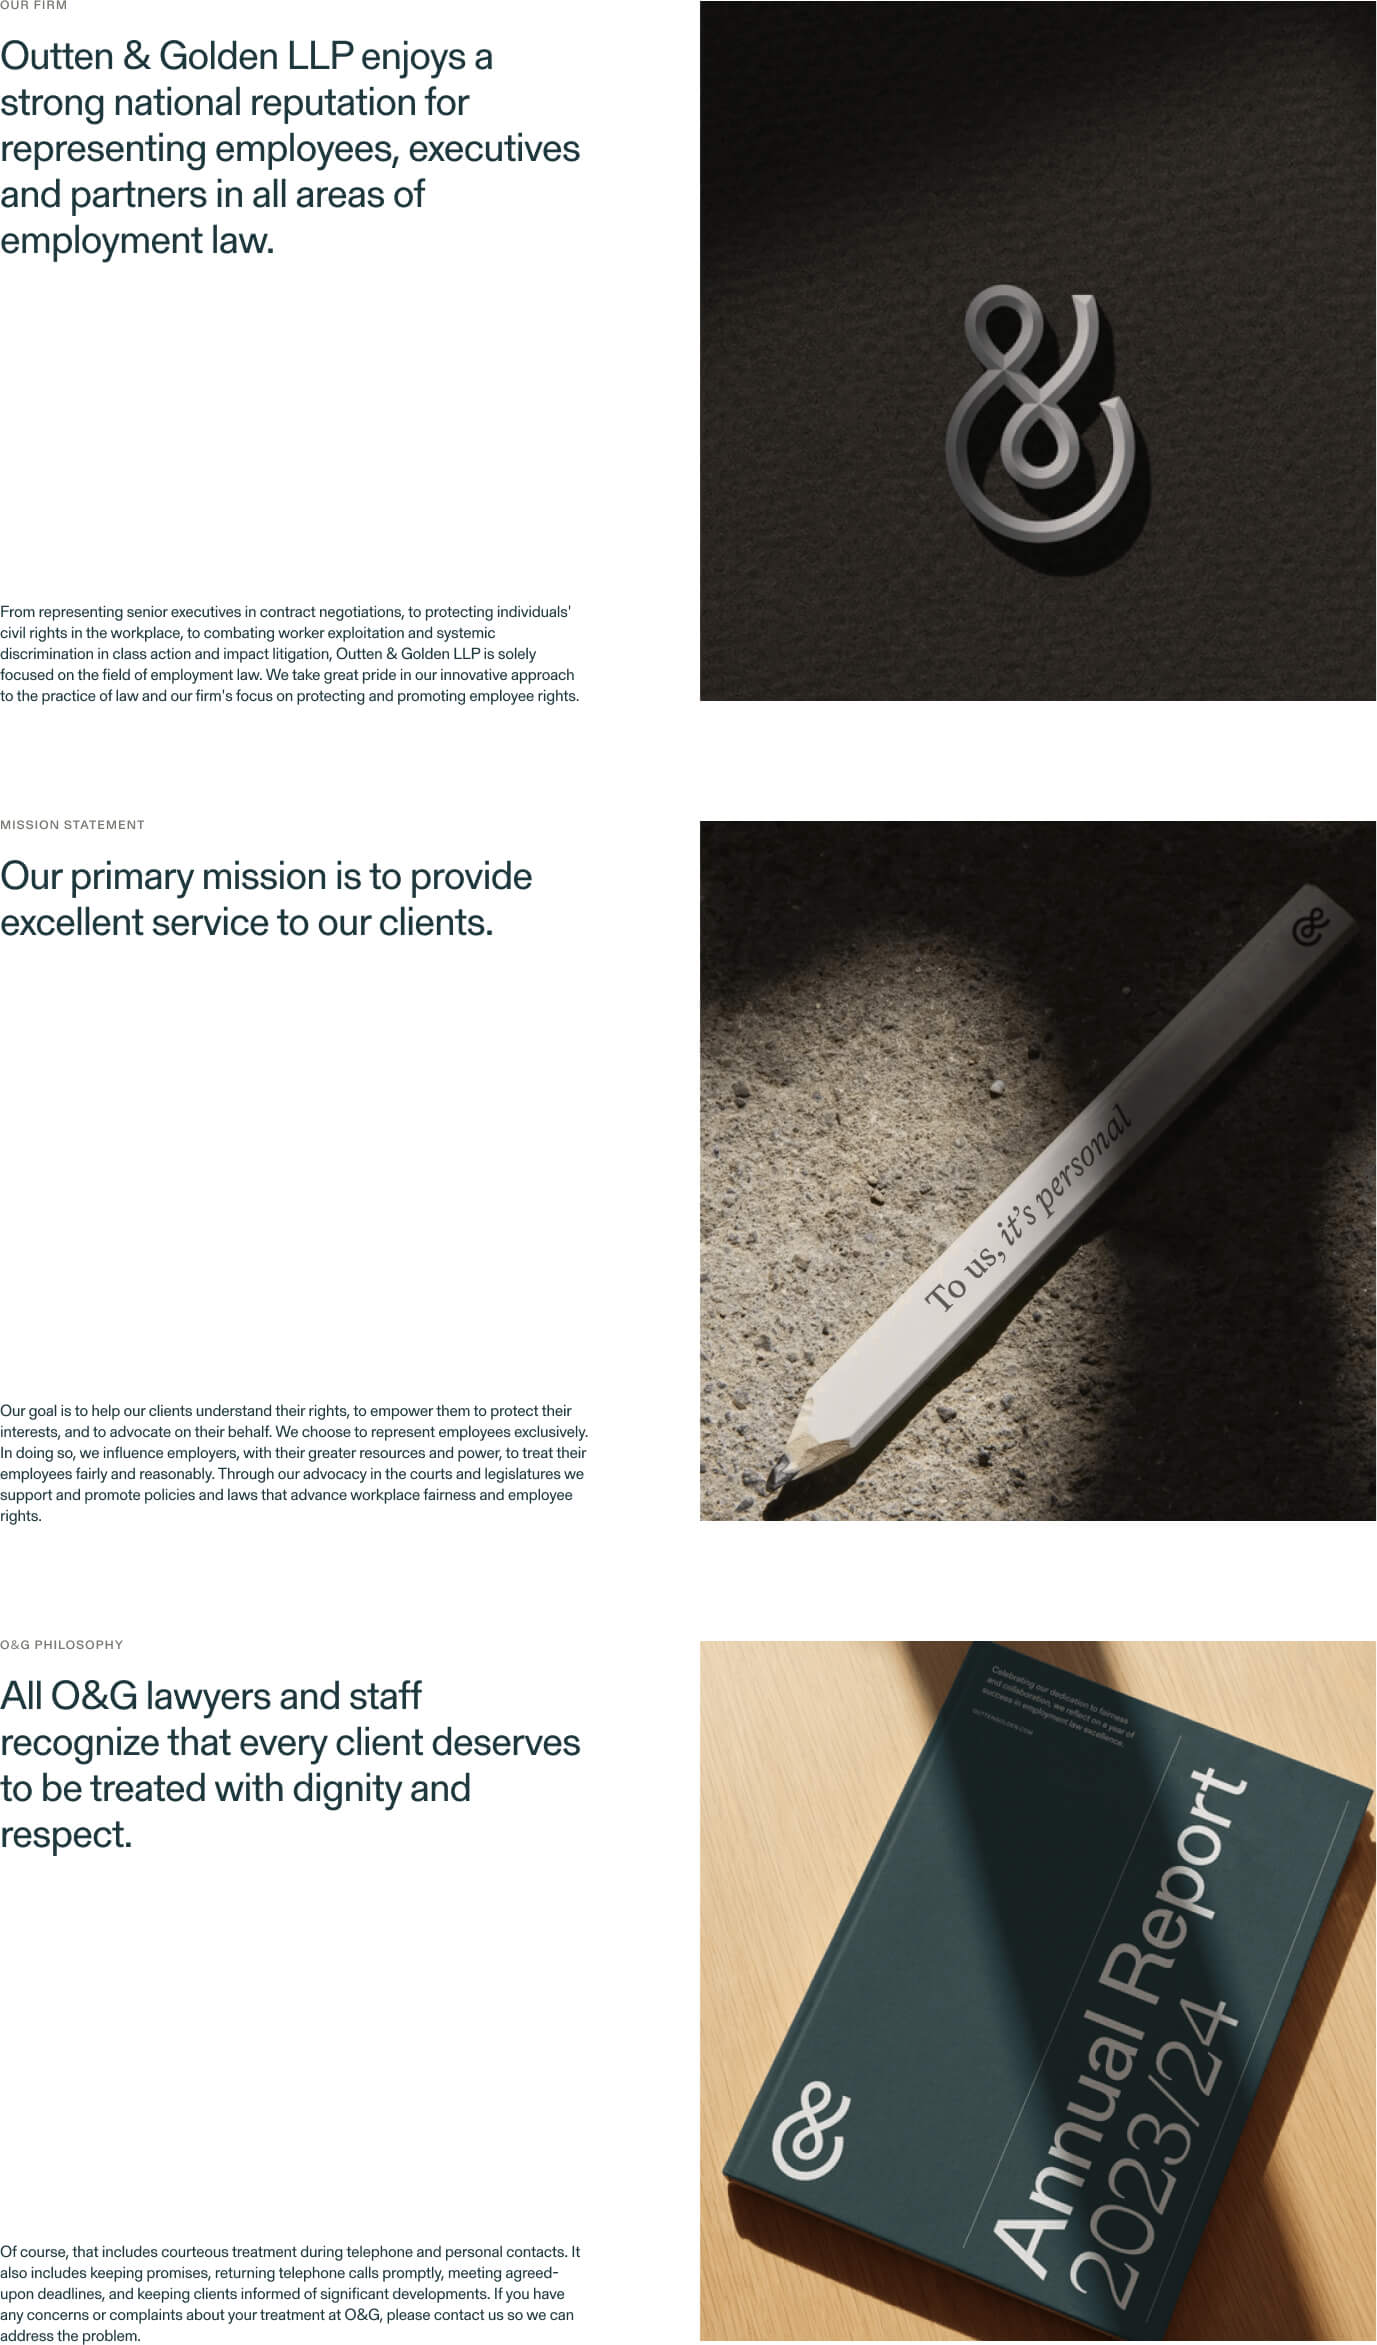 OUR FIRM
Outten & Golden LLP enjoys a
strong national reputation for
representing employees, executives
and partners in all areas of
employment law.
From representing senior executives in contract negotiations, to protecting individuals'
civil rights in the workplace, to combating worker exploitation and systemic
discrimination in class action and impact litigation, Outten & Golden LLP is solely
focused on the field of employment law. We take great pride in our innovative approach
to the practice of law and our firm's focus on protecting and promoting employee rights.
&
MISSION STATEMENT
Our primary mission is to provide
excellent service to our clients.
Our goal is to help our clients understand their rights, to empower them to protect their
interests, and to advocate on their behalf. We choose to represent employees exclusively.
In doing so, we influence employers, with their greater resources and power, to treat their
employees fairly and reasonably. Through our advocacy in the courts and legislatures we
support and promote policies and laws that advance workplace fairness and employee
rights.
To us, it's personal
&
O&G PHILOSOPHY
All O&G lawyers and staff
recognize that every client deserves
to be treated with dignity and
respect.
Of course, that includes courteous treatment during telephone and personal contacts. It
also includes keeping promises, returning telephone calls promptly, meeting agreed-
upon deadlines, and keeping clients informed of significant developments. If you have
any concerns or complaints about your treatment at O&G, please contact us so we can
address the problem.
Celebrating our dedication to fairness
and collaboration, we reflect on a year of
success in employment law excellence.
OUTTENGOLDEN.COM
Annual Report
2023/24
&